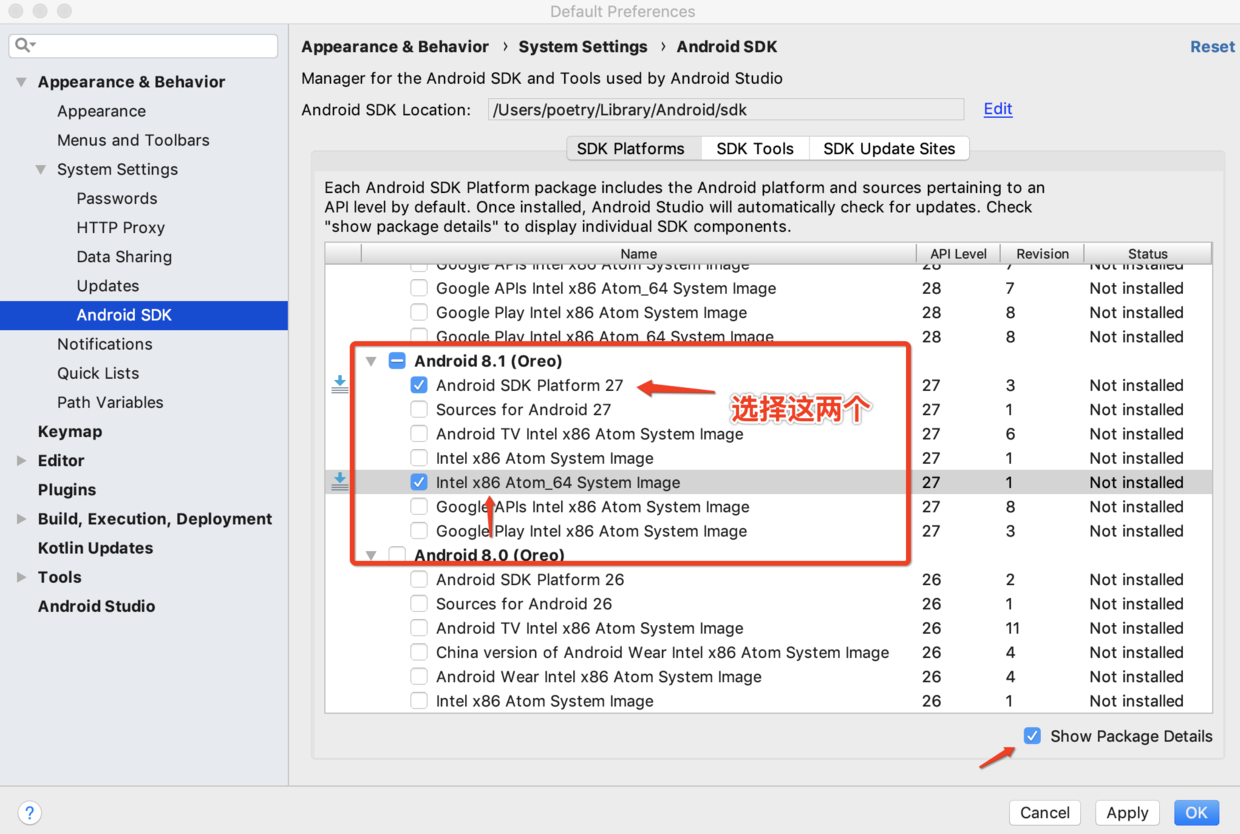 Default Preferences
Appearance & Behavior › System Settings › Android SDK
Reset
Manager for the Android SDK and Tools used by Android Studio
Android SDK Location: /Users/poetry/Library/Android/sdk Edit
Appearance & Behavior
Appearance
Menus and Toolbars
System Settings
Passwords
HTTP Proxy
Data Sharing
Updates
Android SDK
Notifications
Quick Lists
Path Variables
Keymap
Editor
Plugins
Build, Execution, Deployment
Kotlin Updates
Tools
Android Studio
SDK Platforms SDK Tools SDK Update Sites
Each Android SDK Platform package includes the Android platform and sources pertaining to an
API level by default. Once installed, Android Studio will automatically check for updates. Check
"show package details" to display individual SDK components.
Name API Level Revision Status
Google APIs Intel x86 Atom System Image 28 7 Not installed
Google APIs Intel x86 Atom_64 System Image 28 7 Not installed
Google Play Intel x86 Atom System Image 28 8 Not installed
Google Play Intel x86 Atom_64 System Image 28 8 Not installed
Android 8.1 (Oreo)
Android SDK Platform 27 27 3 Not installed
选择这两个
Sources for Android 27 27 1 Not installed
Android TV Intel x86 Atom System Image 27 6 Not installed
Intel x86 Atom System Image 27 1 Not installed
Intel x86 Atom_64 System Image 27 1 Not installed
Google APIs Intel x86 Atom System Image 27 8 Not installed
Google Play Intel x86 Atom System Image 27 3 Not installed
Android 8.0 (Oreo)
Android SDK Platform 26 26 2 Not installed
Sources for Android 26 26 1 Not installed
Android TV Intel x86 Atom System Image 26 11 Not installed
China version of Android Wear Intel x86 Atom System Image 26 4 Not installed
Android Wear Intel x86 Atom System Image 26 4 Not installed
Intel x86 Atom System Image 26 1 Not installed
Show Package Details
?
Cancel Apply OK